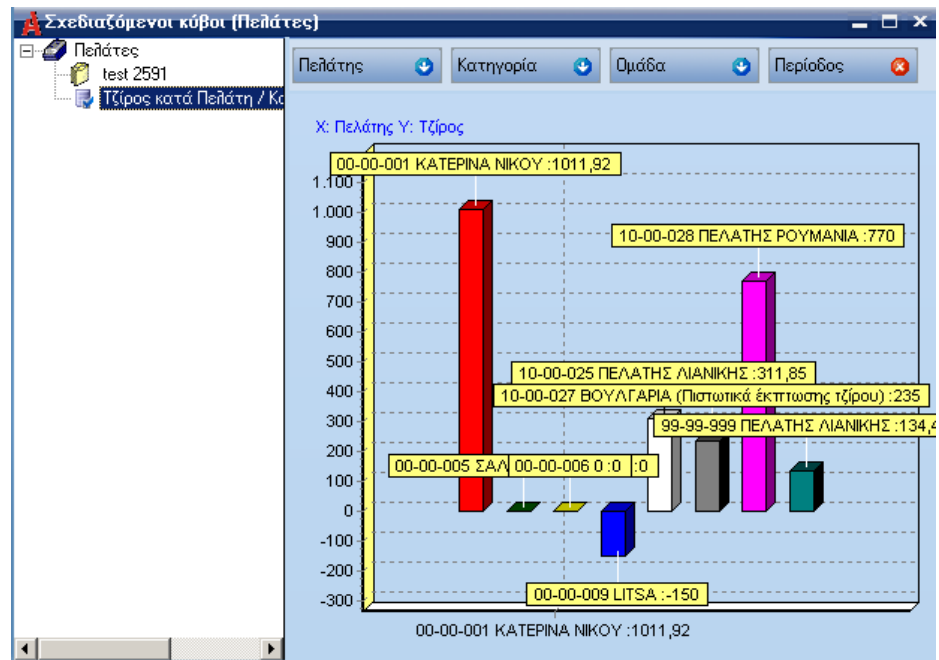 Σχεδιαζόμενοι κύβοι (Πελάτες)
Πελάτες
test 2591
Τζίρος κατά Πελάτη / Κα
Πελάτης
Κατηγορία
Ομάδα
Περίοδος
X: Πελάτης Y: Τζίρος
00-00-001 ΚΑΤΕΡΙΝΑ ΝΙΚΟΥ :1011,92
10-00-028 ΠΕΛΑΤΗΣ ΡΟΥΜΑΝΙΑ :770
10-00-025 ΠΕΛΑΤΗΣ ΛΙΑΝΙΚΗΣ :311,85
10-00-027 ΒΟΥΛΓΑΡΙΑ (Πιστωτικά έκπτωσης τζίρου) :235
99-99-999 ΠΕΛΑΤΗΣ ΛΙΑΝΙΚΗΣ :134,4
00-00-005 ΣΑΛ
00-00-006 0 :0
:0
00-00-009 LITSA :-150
1.100
1.000
900
800
700
600
500
400
300
200
100
0
-100
-200
-300
00-00-001 ΚΑΤΕΡΙΝΑ ΝΙΚΟΥ :1011,92